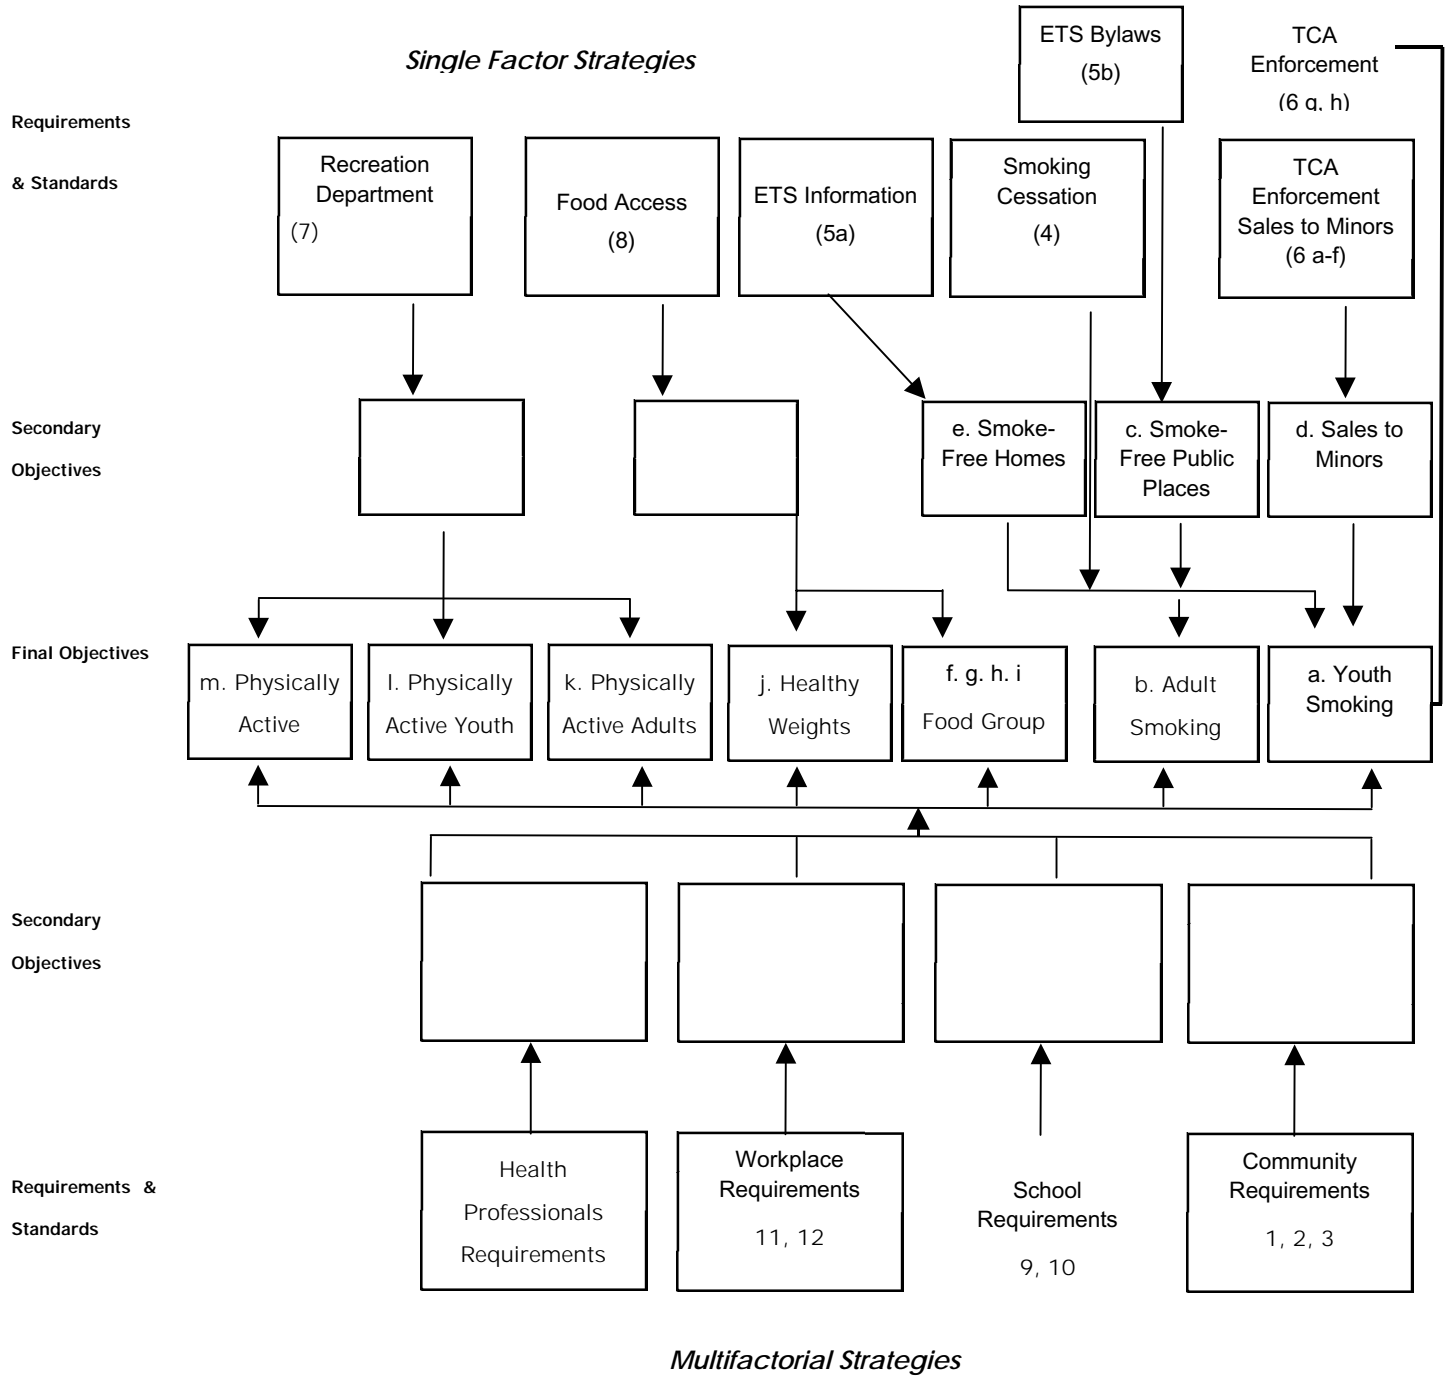 Single Factor Strategies
ETS Bylaws
(5b)
TCA
Enforcement
(6 g, h)
Requirements
& Standards
Recreation
Department
(7)
Food Access
(8)
ETS Information
(5a)
Smoking
Cessation
(4)
TCA
Enforcement
Sales to Minors
(6 a-f)
Secondary
Objectives
e. Smoke-
Free Homes
c. Smoke-
Free Public
Places
d. Sales to
Minors
Final Objectives
m. Physically
Active
l. Physically
Active Youth
k. Physically
Active Adults
j. Healthy
Weights
f. g. h. i
Food Group
b. Adult
Smoking
a. Youth
Smoking
Secondary
Objectives
Requirements &
Standards
Health
Professionals
Requirements
Workplace
Requirements
11, 12
School
Requirements
9, 10
Community
Requirements
1, 2, 3
Multifactorial Strategies